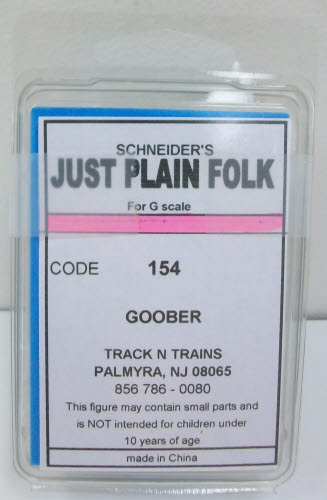 SCHNEIDER'S
JUST PLAIN FOLK
For G scale
CODE 154
GOOBER
TRACK N TRAINS
PALMYRA, NJ 08065
856 786 - 0080
This figure may contain small parts and
is NOT intended for children under
10 years of age
made in China